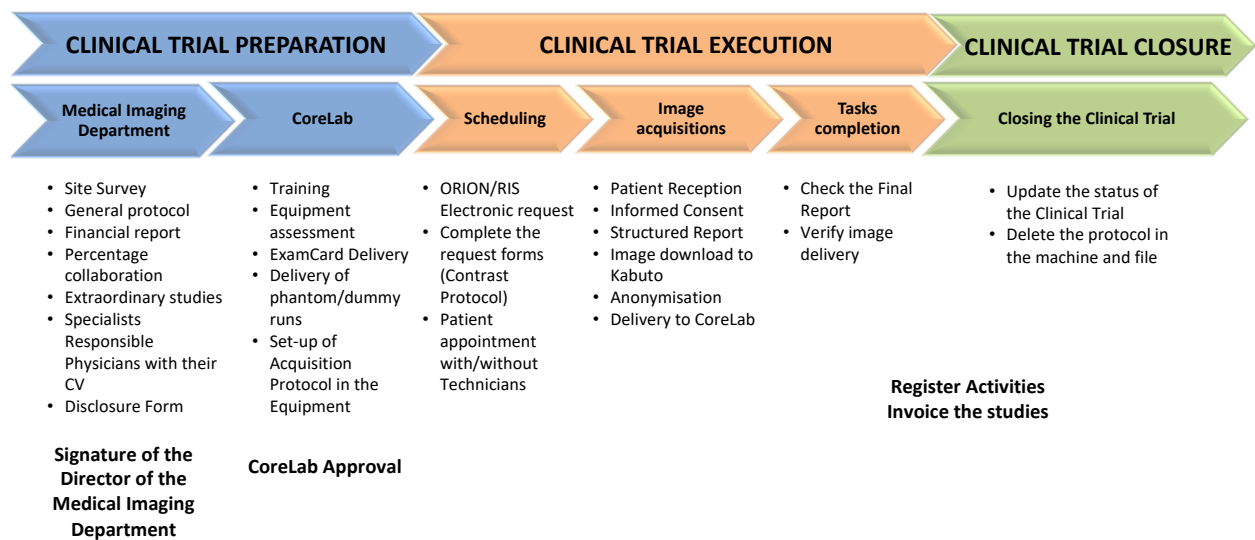 CLINICAL TRIAL PREPARATION
CLINICAL TRIAL EXECUTION
CLINICAL TRIAL CLOSURE
Medical Imaging
Department
CoreLab
Scheduling
Image
acquisitions
Tasks
completion
Closing the Clinical Trial
• Site Survey
• General protocol
• Financial report
• Percentage
collaboration
• Extraordinary studies
• Specialists
Responsible
Physicians with their
CV
• Disclosure Form
Signature of the
Director of the
Medical Imaging
Department
• Training
• Equipment
assessment
• ExamCard Delivery
• Delivery of
phantom/dummy
runs
• Set-up of
Acquisition
Protocol in the
Equipment
CoreLab Approval
• ORION/RIS
Electronic request
• Complete the
request forms
(Contrast
Protocol)
• Patient
appointment
with/without
Technicians
• Patient Reception
• Informed Consent
• Structured Report
• Image download to
Kabuto
• Anonymisation
• Delivery to CoreLab
• Check the Final
Report
• Verify image
delivery
• Update the status of
the Clinical Trial
• Delete the protocol in
the machine and file
Register Activities
Invoice the studies